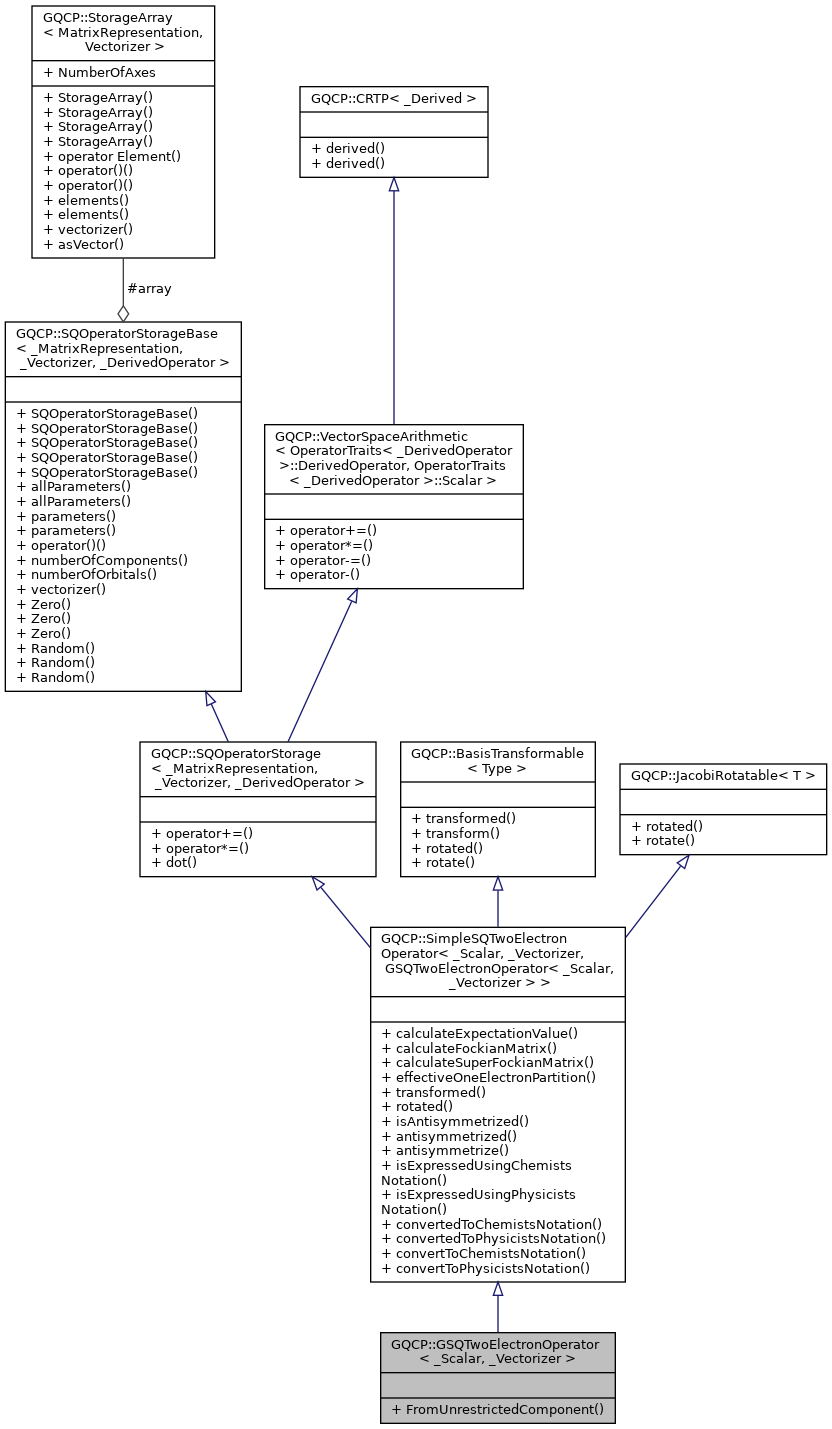 GQCP::StorageArray
< MatrixRepresentation,
Vectorizer >
+ NumberOfAxes
+ StorageArray()
+ StorageArray()
+ StorageArray()
+ StorageArray()
+ operator Element()
+ operator()()
+ operator()()
+ elements()
+ elements()
+ vectorizer()
+ asVector()
GQCP::CRTP< _Derived >
+ derived()
+ derived()
#array
GQCP::SQOperatorStorageBase
< _MatrixRepresentation,
_Vectorizer, _DerivedOperator >
+ SQOperatorStorageBase()
+ SQOperatorStorageBase()
+ SQOperatorStorageBase()
+ SQOperatorStorageBase()
+ SQOperatorStorageBase()
+ allParameters()
+ allParameters()
+ parameters()
+ parameters()
+ operator()()
+ numberOfComponents()
+ numberOfOrbitals()
+ vectorizer()
+ Zero()
+ Zero()
+ Zero()
+ Random()
+ Random()
+ Random()
GQCP::VectorSpaceArithmetic
< OperatorTraits< _DerivedOperator
>::DerivedOperator, OperatorTraits
< _DerivedOperator >::Scalar >
+ operator+=()
+ operator*=()
+ operator-=()
+ operator-()
GQCP::SQOperatorStorage
< _MatrixRepresentation,
_Vectorizer, _DerivedOperator >
+ operator+=()
+ operator*=()
+ dot()
GQCP::BasisTransformable
< Type >
+ transformed()
+ transform()
+ rotated()
+ rotate()
GQCP::JacobiRotatable< T >
+ rotated()
+ rotate()
GQCP::SimpleSQTwoElectron
Operator< _Scalar, _Vectorizer,
GSQTwoElectronOperator< _Scalar,
_Vectorizer > >
+ calculateExpectationValue()
+ calculateFockianMatrix()
+ calculateSuperFockianMatrix()
+ effectiveOneElectronPartition()
+ transformed()
+ rotated()
+ isAntisymmetrized()
+ antisymmetrized()
+ antisymmetrize()
+ isExpressedUsingChemists
Notation()
+ isExpressedUsingPhysicists
Notation()
+ convertedToChemistsNotation()
+ convertedToPhysicistsNotation()
+ convertToChemistsNotation()
+ convertToPhysicistsNotation()
GQCP::GSQTwoElectronOperator
< _Scalar, _Vectorizer >
+ FromUnrestrictedComponent()